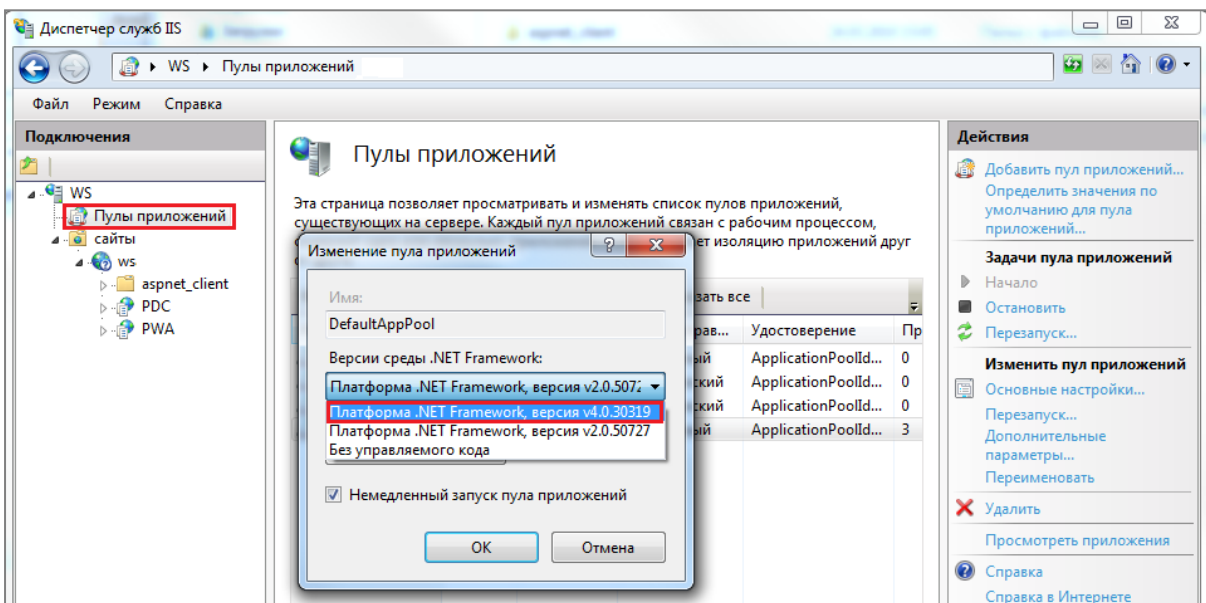 Диспетчер служб IIS
WS
Пулы приложений
Файл Режим Справка
Подключения
WS
Пулы приложений
сайты
ws
aspnet_client
PDC
PWA
Пулы приложений
Эта страница позволяет просматривать и изменять список пулов приложений,
существующих на сервере. Каждый пул приложений связан с рабочим процессом,
ет изоляцию приложений друг
зать все
рав... Удостоверение Пр
ый ApplicationPoolId... 0
ский ApplicationPoolId... 0
ский ApplicationPoolId... 0
ый ApplicationPoolId... 3
Изменение пула приложений
Имя:
DefaultAppPool
Версии среды .NET Framework:
Платформа .NET Framework, версия v2.0.5072
Платформа .NET Framework, версия v4.0.30319
Платформа .NET Framework, версия v2.0.50727
Без управляемого кода
Немедленный запуск пула приложений
OK Отмена
Действия
Добавить пул приложений...
Определить значения по
умолчанию для пула
приложений...
Задачи пула приложений
Начало
Остановить
Перезапуск...
Изменить пул приложений
Основные настройки...
Перезапуск...
Дополнительные
параметры...
Переименовать
Удалить
Просмотреть приложения
Справка
Справка в Интернете